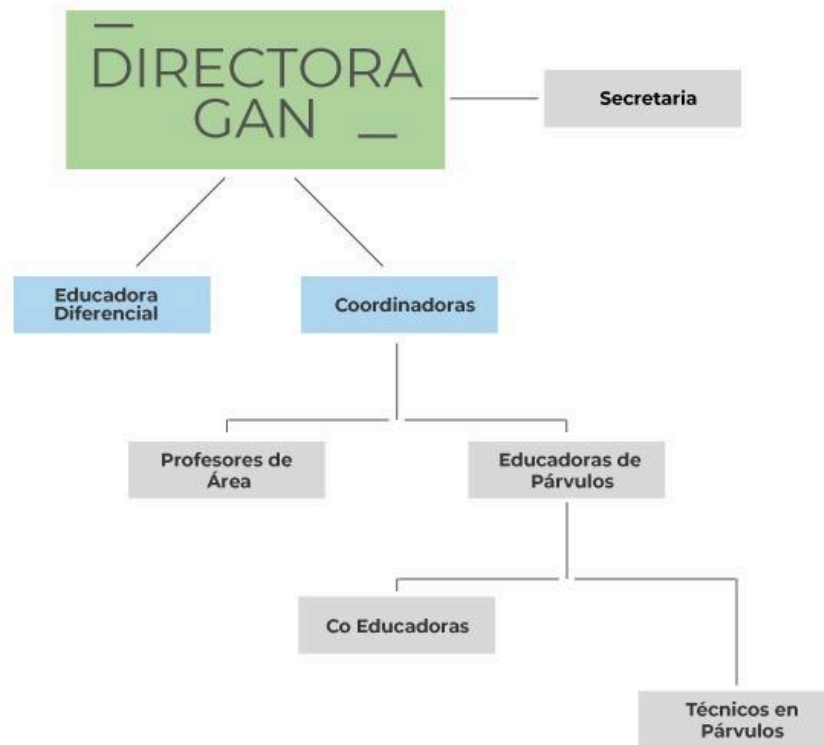 DIRECTORA
GAN
Secretaria
Educadora
Diferencial
Coordinadoras
Profesores de
Área
Educadoras de
Párvulos
Co Educadoras
Técnicos en
Párvulos